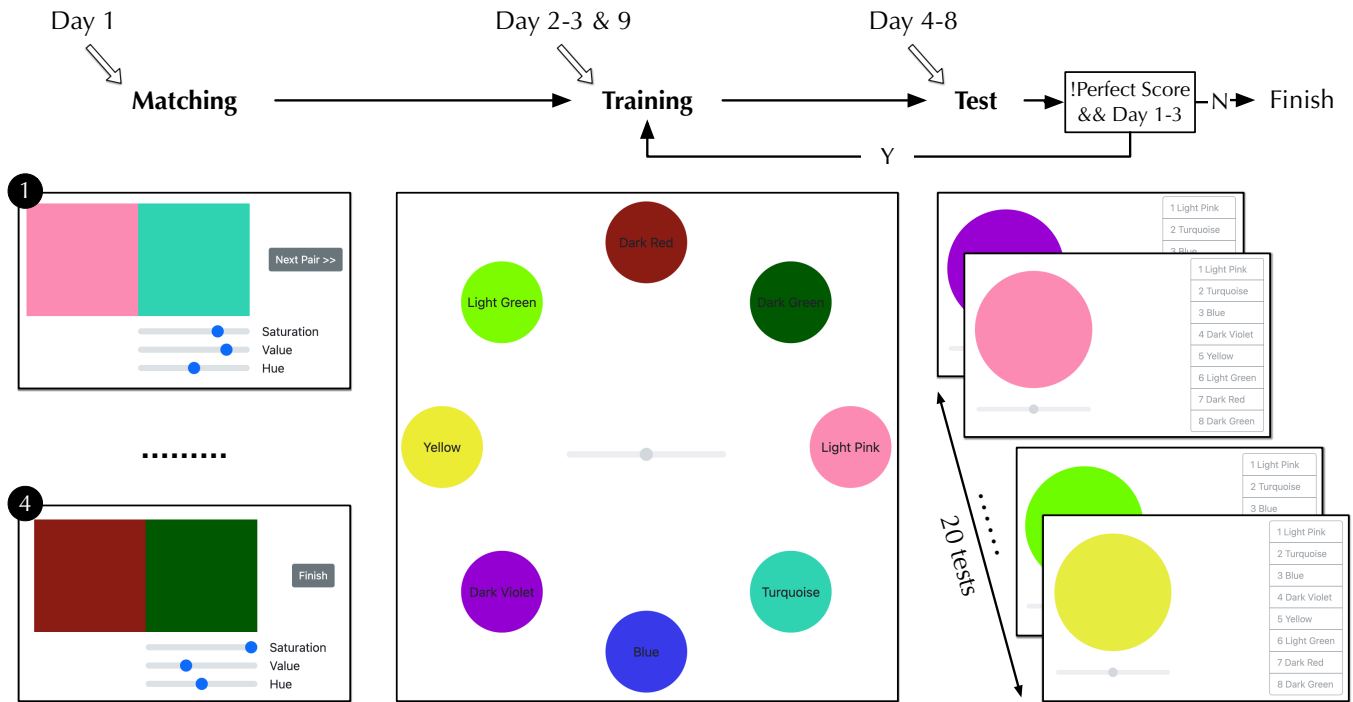 Day 1
Day 2-3 & 9
Day 4-8
Matching
Training
Test
!Perfect Score
&& Day 1-3
N
Finish
Y
1
Next Pair >>
Saturation
Value
Hue
.........
4
Finish
Saturation
Value
Hue
Dark Red
Light Green
Dark Green
Yellow
Light Pink
Dark Violet
Turquoise
Blue
1 Light Pink
2 Turquoise
3 Blue
1 Light Pink
2 Turquoise
3 Blue
4 Dark Violet
5 Yellow
6 Light Green
7 Dark Red
8 Dark Green
......
20 tests
1 Light Pink
2 Turquoise
3 Blue
1 Light Pink
2 Turquoise
3 Blue
4 Dark Violet
5 Yellow
6 Light Green
7 Dark Red
8 Dark Green